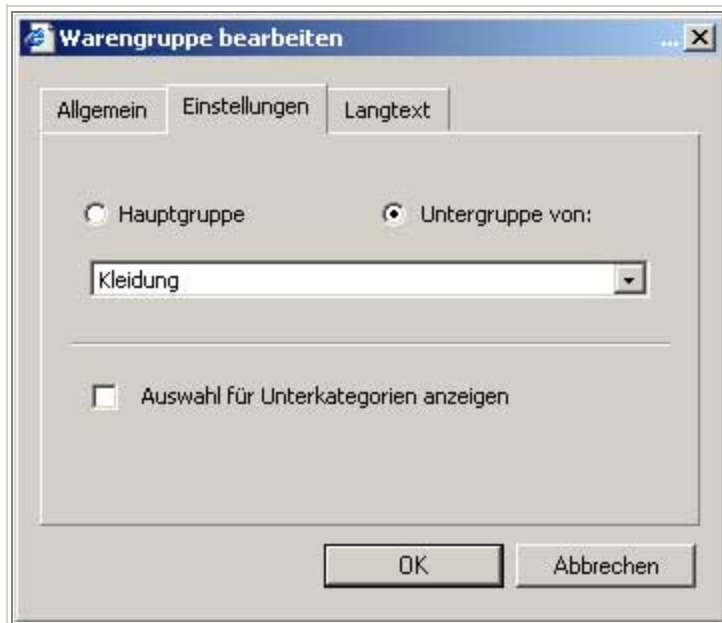 Warengruppe bearbeiten ...
Allgemein Einstellungen Langtext
Hauptgruppe Untergruppe von:
Kleidung
Auswahl für Unterkategorien anzeigen
OK Abbrechen